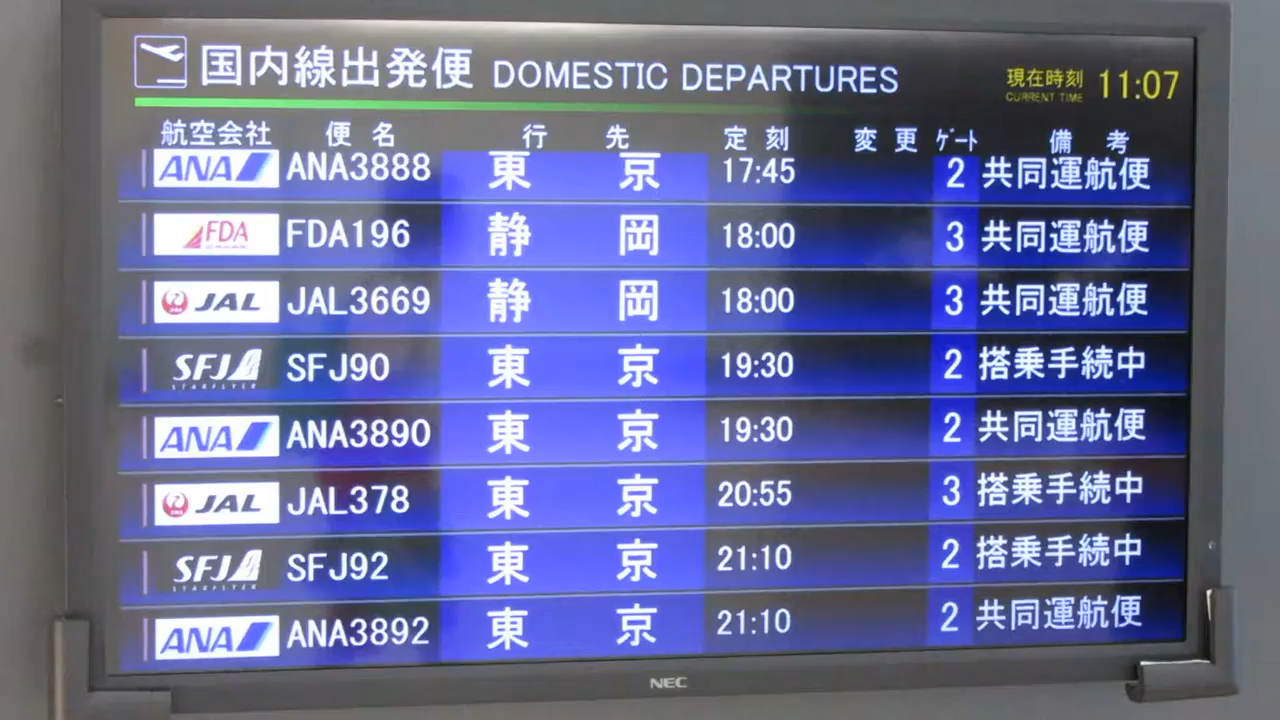 国内線出発便 DOMESTIC DEPARTURES 現在時刻 CURRENT TIME 11:07
航空会社 便名 行先 定刻 変更 ゲート 備考
ANA ANA3888 東京 17:45 2 共同運航便
FDA FDA196 静岡 18:00 3 共同運航便
JAL JAL3669 静岡 18:00 3 共同運航便
SFJ STARFLYER SFJ90 東京 19:30 2 搭乗手続中
ANA ANA3890 東京 19:30 2 共同運航便
JAL JAL378 東京 20:55 3 搭乗手続中
SFJ STARFLYER SFJ92 東京 21:10 2 搭乗手続中
ANA ANA3892 東京 21:10 2 共同運航便
NEC